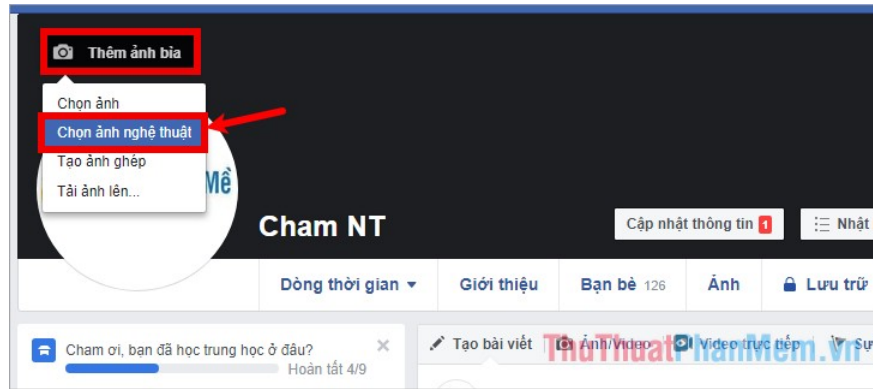 Thêm ảnh bìa
Chọn ảnh
Chọn ảnh nghệ thuật
Tạo ảnh ghép
Tải ảnh lên...
Mề
Cham NT
Cập nhật thông tin 1
Nhật
Dòng thời gian Giới thiệu Bạn bè 126 Ảnh Lưu trữ
Cham ơi, bạn đã học trung học ở đâu?
Hoàn tất 4/9
Tạo bài viết Ảnh/Video Video trực tiếp Sự
ThuThuatPhanMem.vn